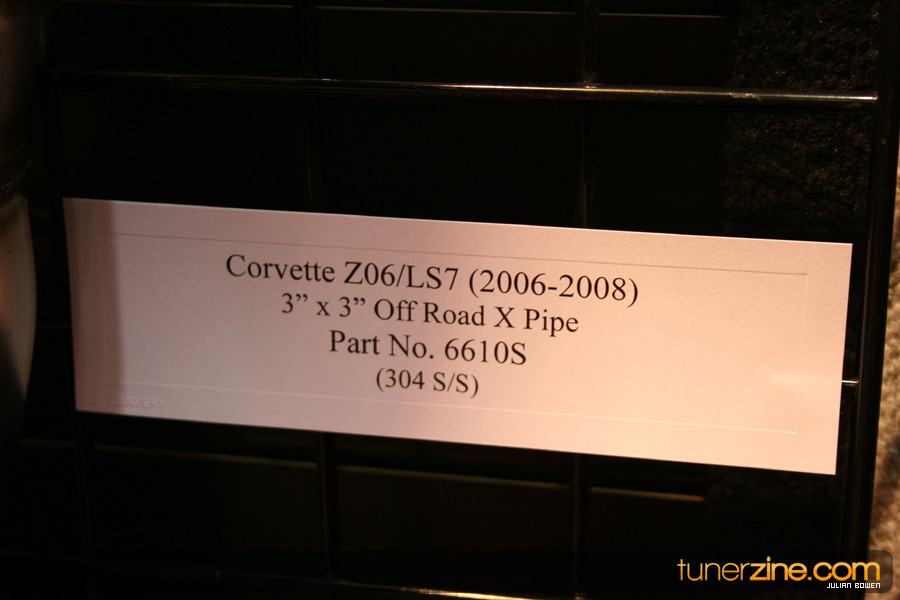 Corvette Z06/LS7 (2006-2008)
3” x 3” Off Road X Pipe
Part No. 6610S
(304 S/S)
tunerzine.com
JULIAN BOWEN